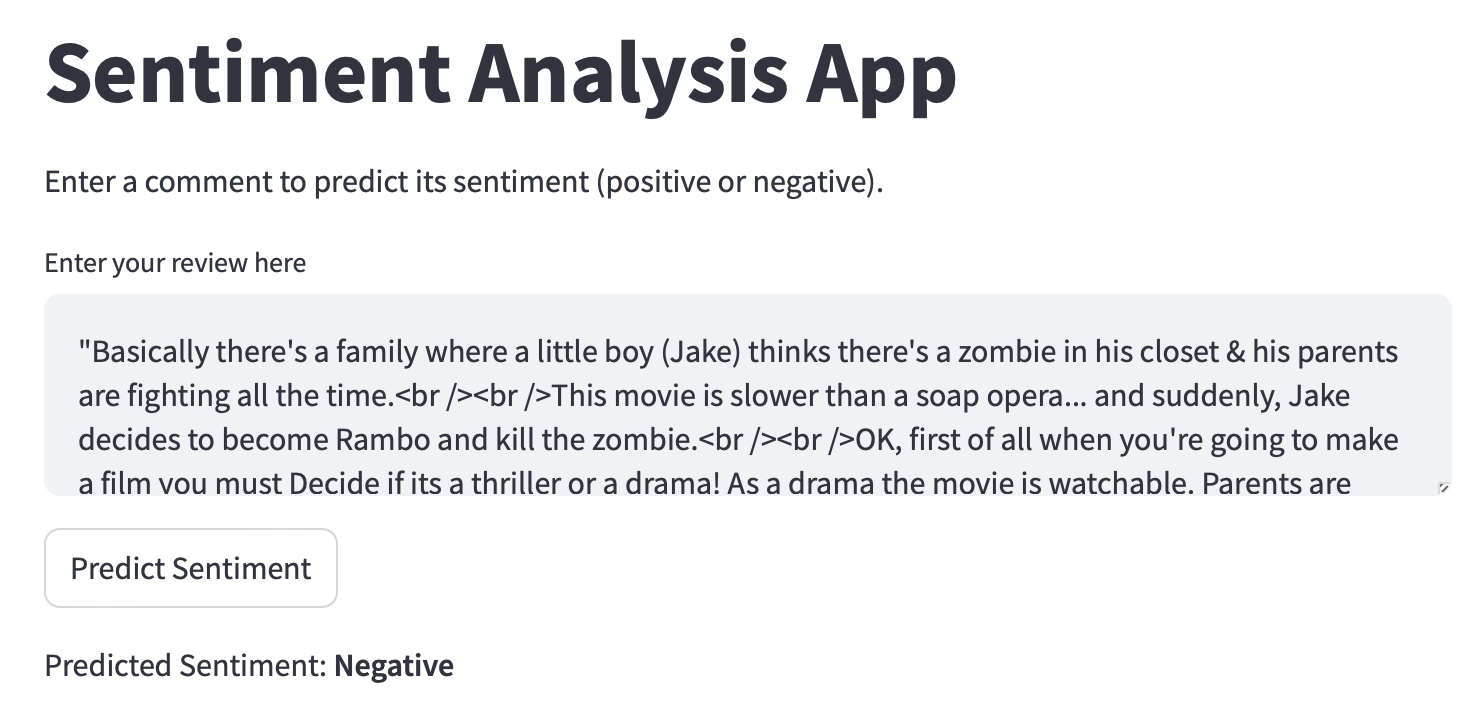 Sentiment Analysis App
Enter a comment to predict its sentiment (positive or negative).
Enter your review here
"Basically there's a family where a little boy (Jake) thinks there's a zombie in his closet & his parents
are fighting all the time.<br /><br />This movie is slower than a soap opera... and suddenly, Jake
decides to become Rambo and kill the zombie.<br /><br />OK, first of all when you're going to make
a film you must Decide if its a thriller or a drama! As a drama the movie is watchable. Parents are
Predict Sentiment
Predicted Sentiment: Negative